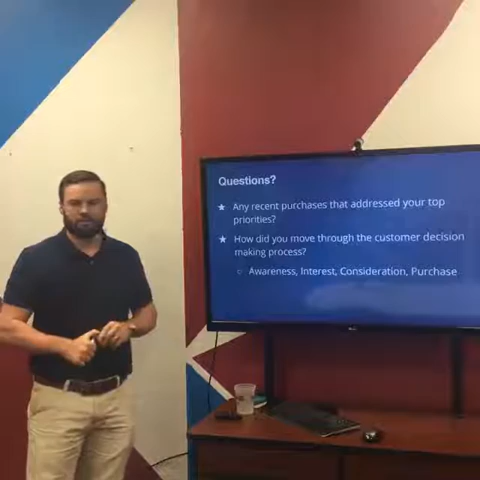 Questions?
★ Any recent purchases that addressed your top
priorities?
★ How did you move through the customer decision
making process?
○ Awareness, Interest, Consideration, Purchase